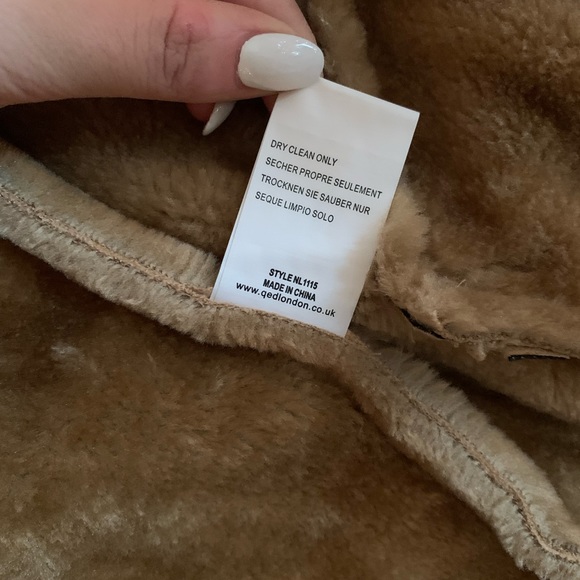 DRY CLEAN ONLY
SECHER PROPRE SEULEMENT
TROCKNEN SIE SAUBER NUR
SEQUE LIMPIO SOLO
STYLE NL1115
MADE IN CHINA
www.qedlondon.co.uk